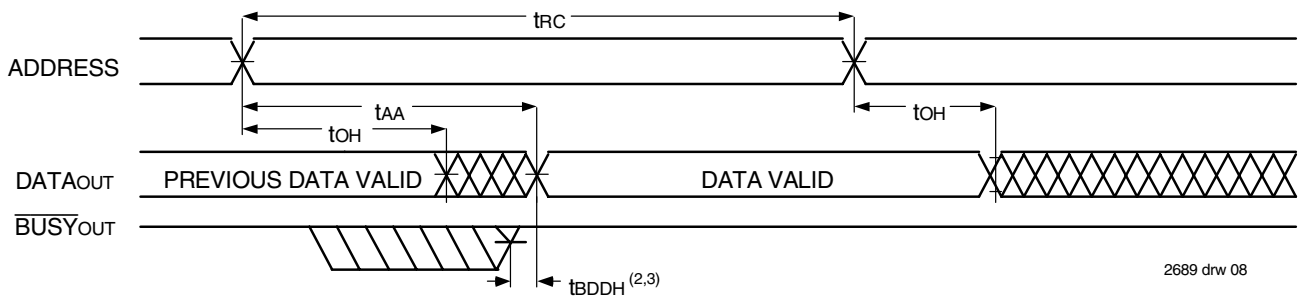 tRC
ADDRESS
tAA
tOH
tOH
DATAOUT
PREVIOUS DATA VALID
DATA VALID
BUSYOUT
tBDDH (2,3)
2689 drw 08